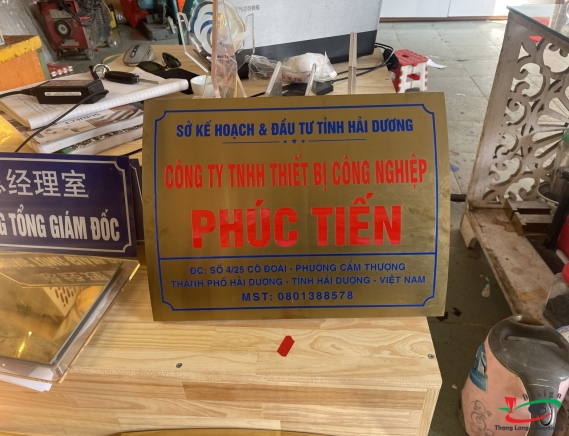 SỞ KẾ HOẠCH & ĐẦU TƯ TỈNH HẢI DƯƠNG
CÔNG TY TNHH THIẾT BỊ CÔNG NGHIỆP
PHÚC TIẾN
ĐC: SỐ 4/25 CÔ ĐOÀI - PHƯỜNG CẨM THƯỢNG
THÀNH PHỐ HẢI DƯƠNG - TỈNH HẢI DƯƠNG - VIỆT NAM
MST: 0801388578
经理室
TỔNG GIÁM ĐỐC
design
Thang Long